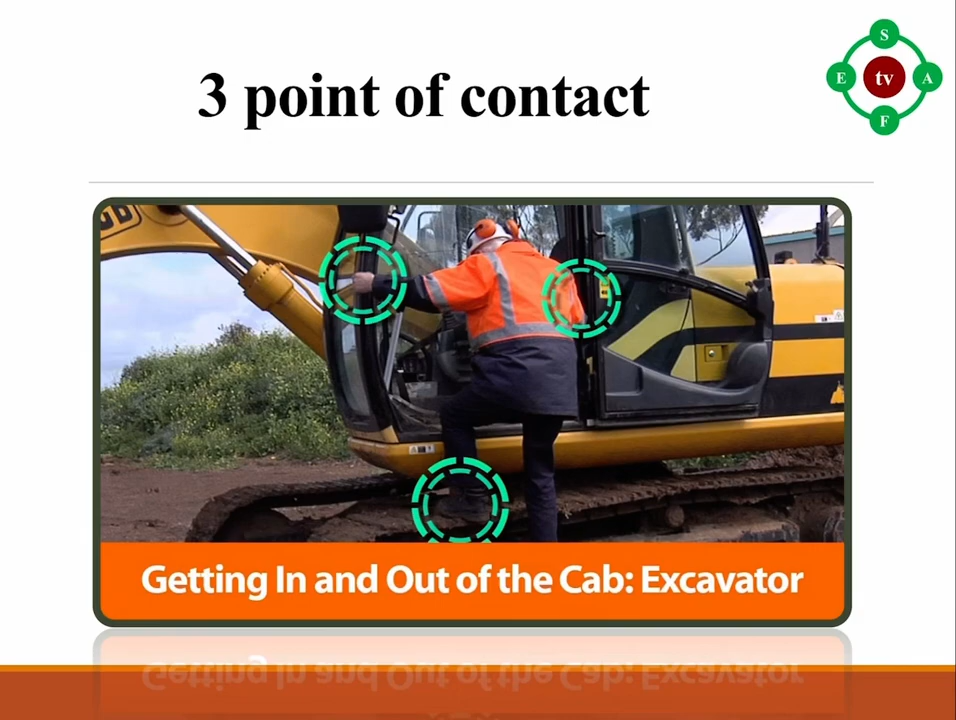 3 point of contact
S
E
tv
A
F
Getting In and Out of the Cab: Excavator